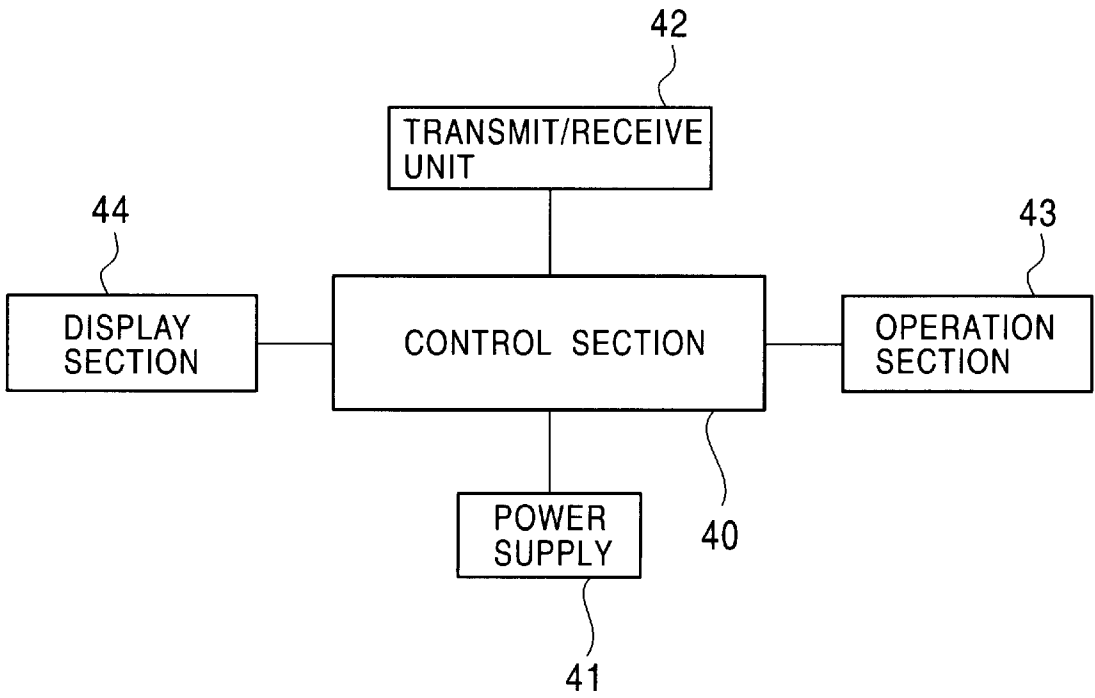 42
TRANSMIT/RECEIVE
UNIT
44
43
DISPLAY
SECTION
CONTROL SECTION
OPERATION
SECTION
POWER
SUPPLY
40
41